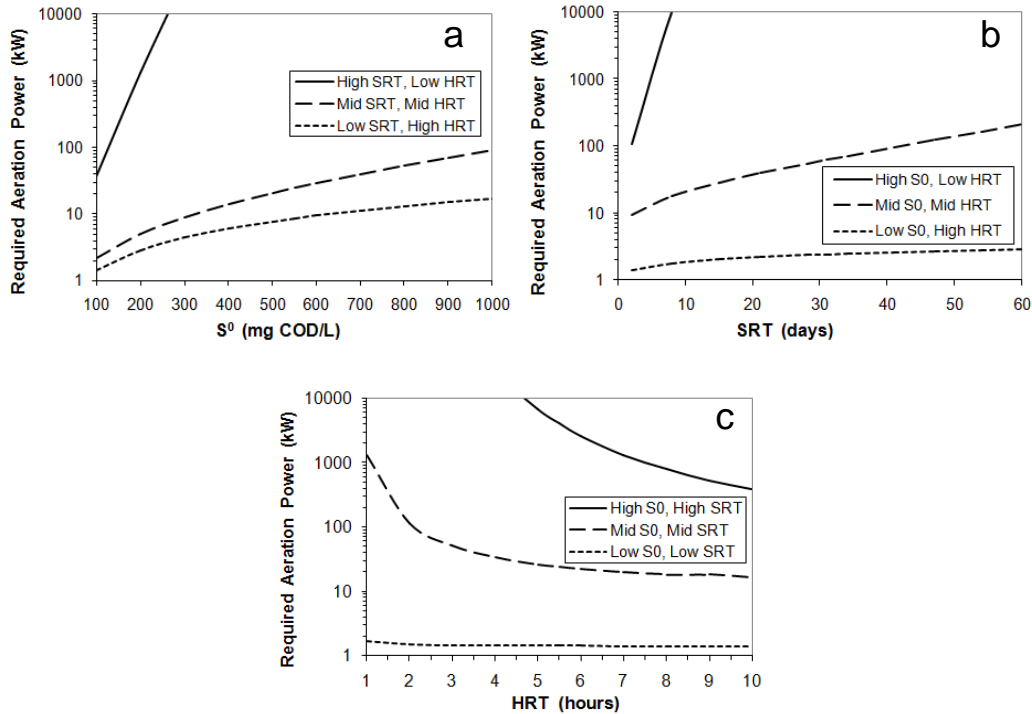 a
Required Aeration Power (kW)
10000
1000
100
10
1
High SRT, Low HRT
Mid SRT, Mid HRT
Low SRT, High HRT
100 200 300 400 500 600 700 800 900 1000
S⁰ (mg COD/L)
b
Required Aeration Power (kW)
10000
1000
100
10
1
High S0, Low HRT
Mid S0, Mid HRT
Low S0, High HRT
0 10 20 30 40 50 60
SRT (days)
c
Required Aeration Power (kW)
10000
1000
100
10
1
High S0, High SRT
Mid S0, Mid SRT
Low S0, Low SRT
1 2 3 4 5 6 7 8 9 10
HRT (hours)